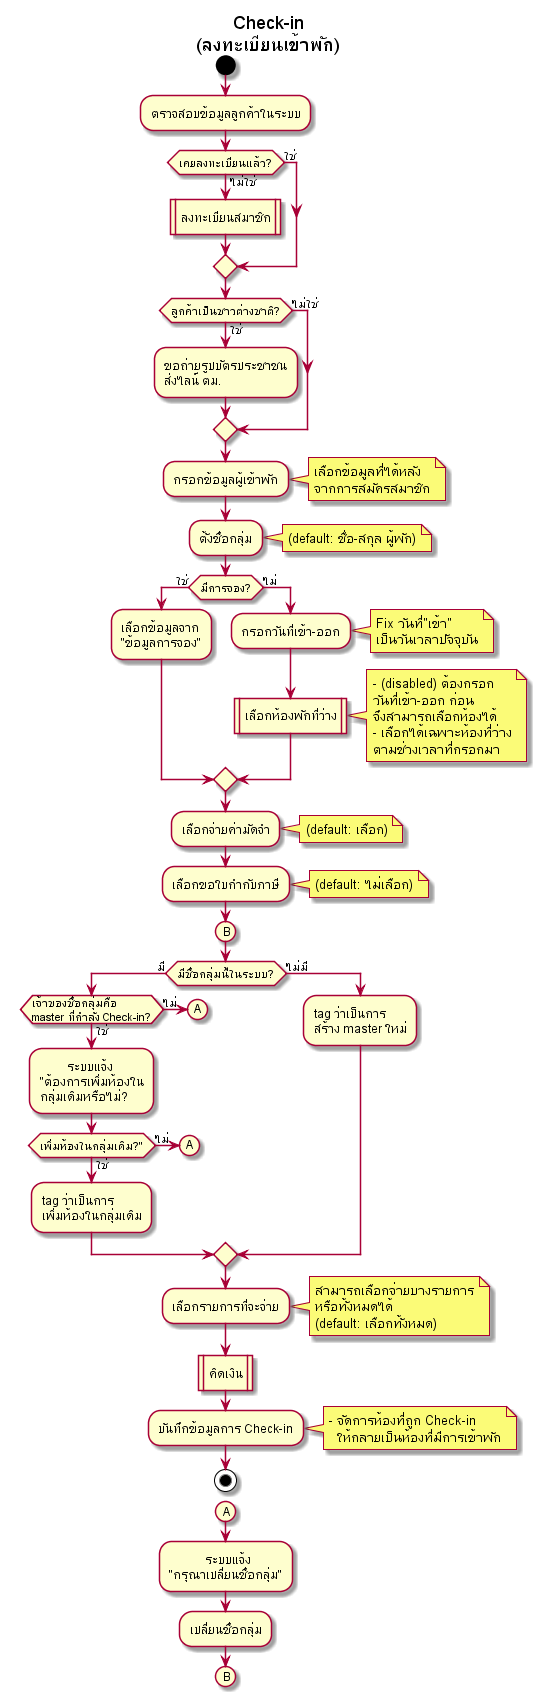 Check-in
(ลงทะเบียนเข้าพัก)
ตรวจสอบข้อมูลลูกค้าในระบบ
เคยลงทะเบียนแล้ว?
ใช่
ไม่ใช่
ลงทะเบียนสมาชิก
ลูกค้าเป็นชาวต่างชาติ?
ไม่ใช่
ใช่
ขอถ่ายรูปบัตรประชาชน
ส่งไลน์ ตม.
กรอกข้อมูลผู้เข้าพัก
เลือกข้อมูลที่ได้หลัง
จากการสมัครสมาชิก
ตั้งชื่อกลุ่ม
(default: ชื่อ-สกุล ผู้พัก)
ใช่
มีการจอง?
ไม่
เลือกข้อมูลจาก
"ข้อมูลการจอง"
กรอกวันที่เข้า-ออก
Fix วันที่"เข้า"
เป็นวันเวลาปัจจุบัน
เลือกห้องพักที่ว่าง
- (disabled) ต้องกรอก
วันที่เข้า-ออก ก่อน
จึงสามารถเลือกห้องได้
- เลือกได้เฉพาะห้องที่ว่าง
ตามช่วงเวลาที่กรอกมา
เลือกจ่ายค่ามัดจำ
(default: เลือก)
เลือกขอใบกำกับภาษี
(default: ไม่เลือก)
B
มี
มีชื่อกลุ่มนี้ในระบบ?
ไม่มี
เจ้าของชื่อกลุ่มคือ
master ที่กำลัง Check-in?
ไม่
A
ใช่
tag ว่าเป็นการ
สร้าง master ใหม่
ระบบแจ้ง
"ต้องการเพิ่มห้องใน
กลุ่มเดิมหรือไม่?
เพิ่มห้องในกลุ่มเดิม?"
ไม่
A
ใช่
tag ว่าเป็นการ
เพิ่มห้องในกลุ่มเดิม
เลือกรายการที่จะจ่าย
สามารถเลือกจ่ายบางรายการ
หรือทั้งหมดได้
(default: เลือกทั้งหมด)
คิดเงิน
บันทึกข้อมูลการ Check-in
- จัดการห้องที่ถูก Check-in
ให้กลายเป็นห้องที่มีการเข้าพัก
A
ระบบแจ้ง
"กรุณาเปลี่ยนชื่อกลุ่ม"
เปลี่ยนชื่อกลุ่ม
B